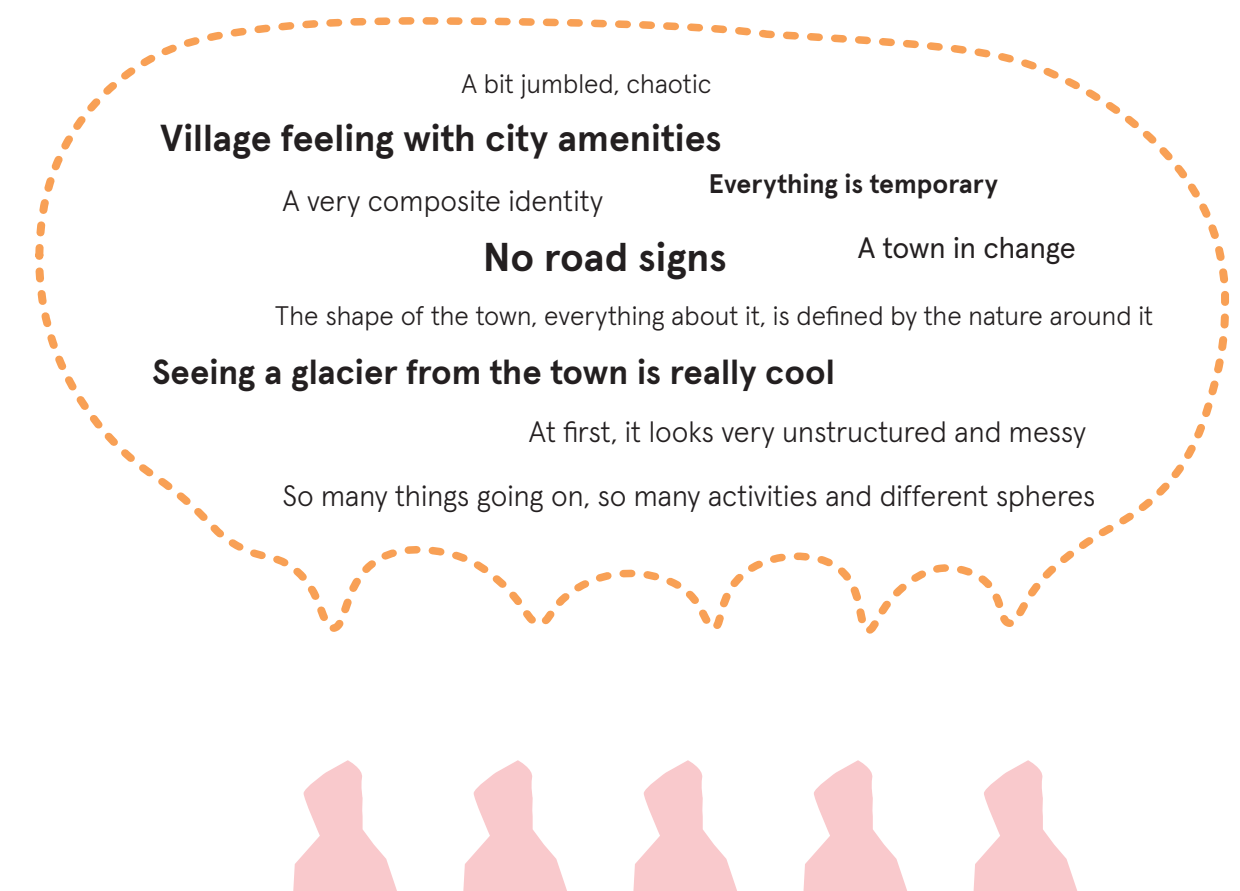 A bit jumbled, chaotic
Village feeling with city amenities
Everything is temporary
A very composite identity
No road signs
A town in change
The shape of the town, everything about it, is defined by the nature around it
Seeing a glacier from the town is really cool
At first, it looks very unstructured and messy
So many things going on, so many activities and different spheres